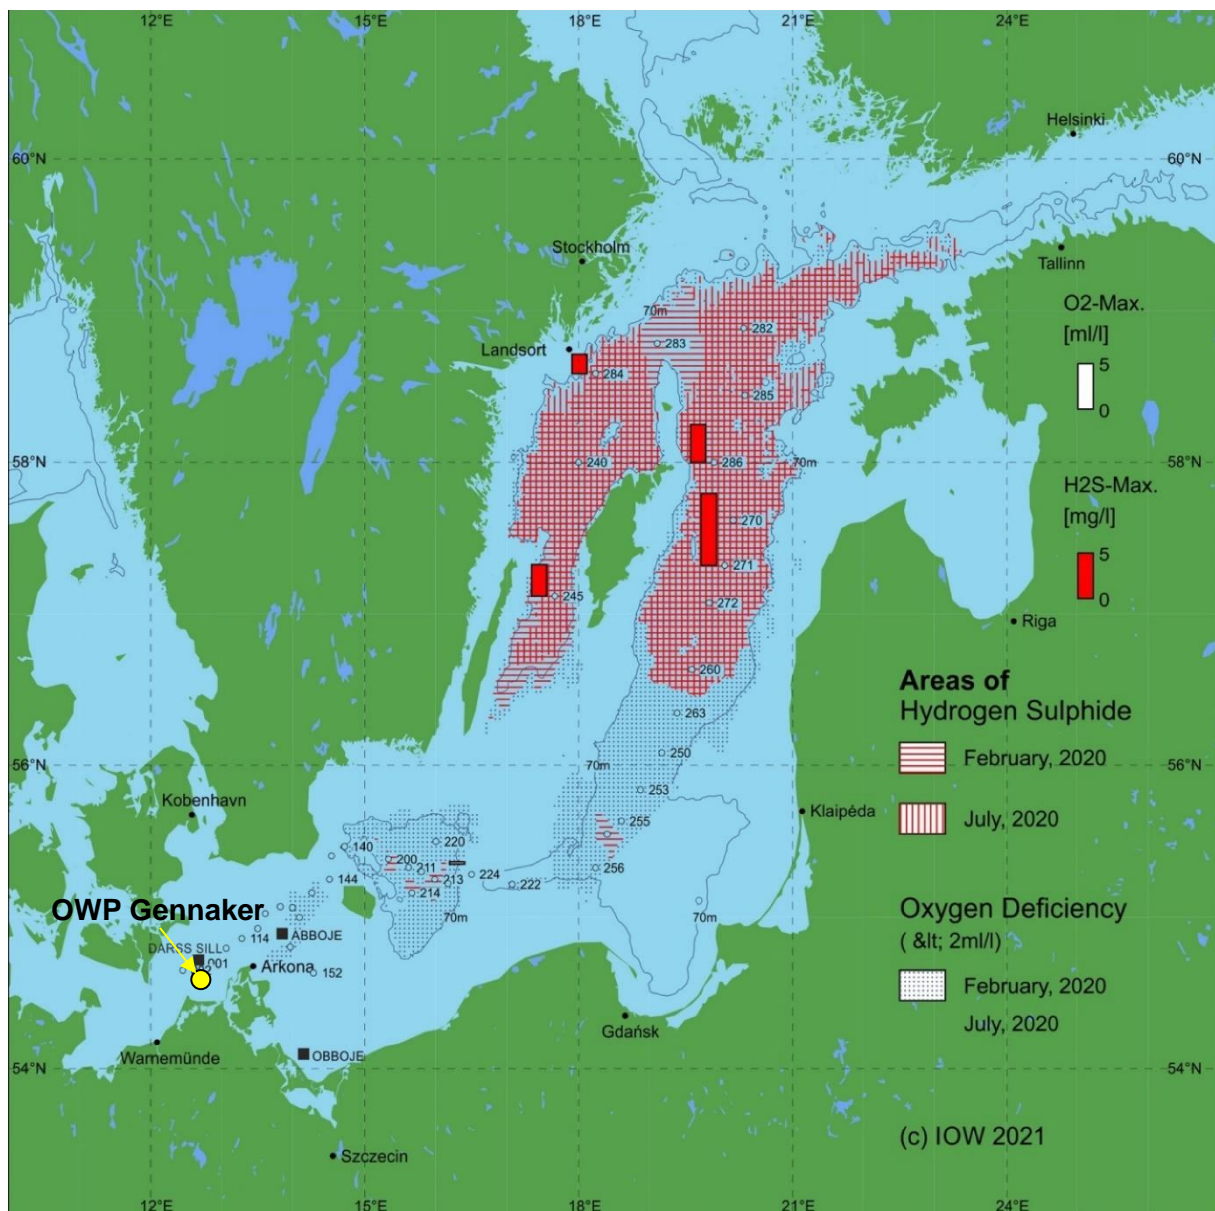 12°E
15°E
18°E
21°E
24°E
Helsinki
60°N
60°N
Stockholm
Tallinn
70m
282
283
Landsort
284
285
O2-Max.
[ml/l]
5
0
58°N
240
286
70m
58°N
270
H2S-Max.
[mg/l]
5
0
271
245
272
Riga
260
Areas of
Hydrogen Sulphide
263
250
February, 2020
56°N
70m
56°N
253
Kobenhavn
Klaipéda
July, 2020
255
140
220
200
211
256
144
213
224
222
214
OWP Gennaker
70m
70m
Oxygen Deficiency
( &lt; 2ml/l)
ABBOJE
114
DARSS SILL
001
Arkona
152
February, 2020
Gdańsk
July, 2020
Warnemünde
OBBOJE
54°N
54°N
(c) IOW 2021
Szczecin
12°E
15°E
18°E
21°E
24°E